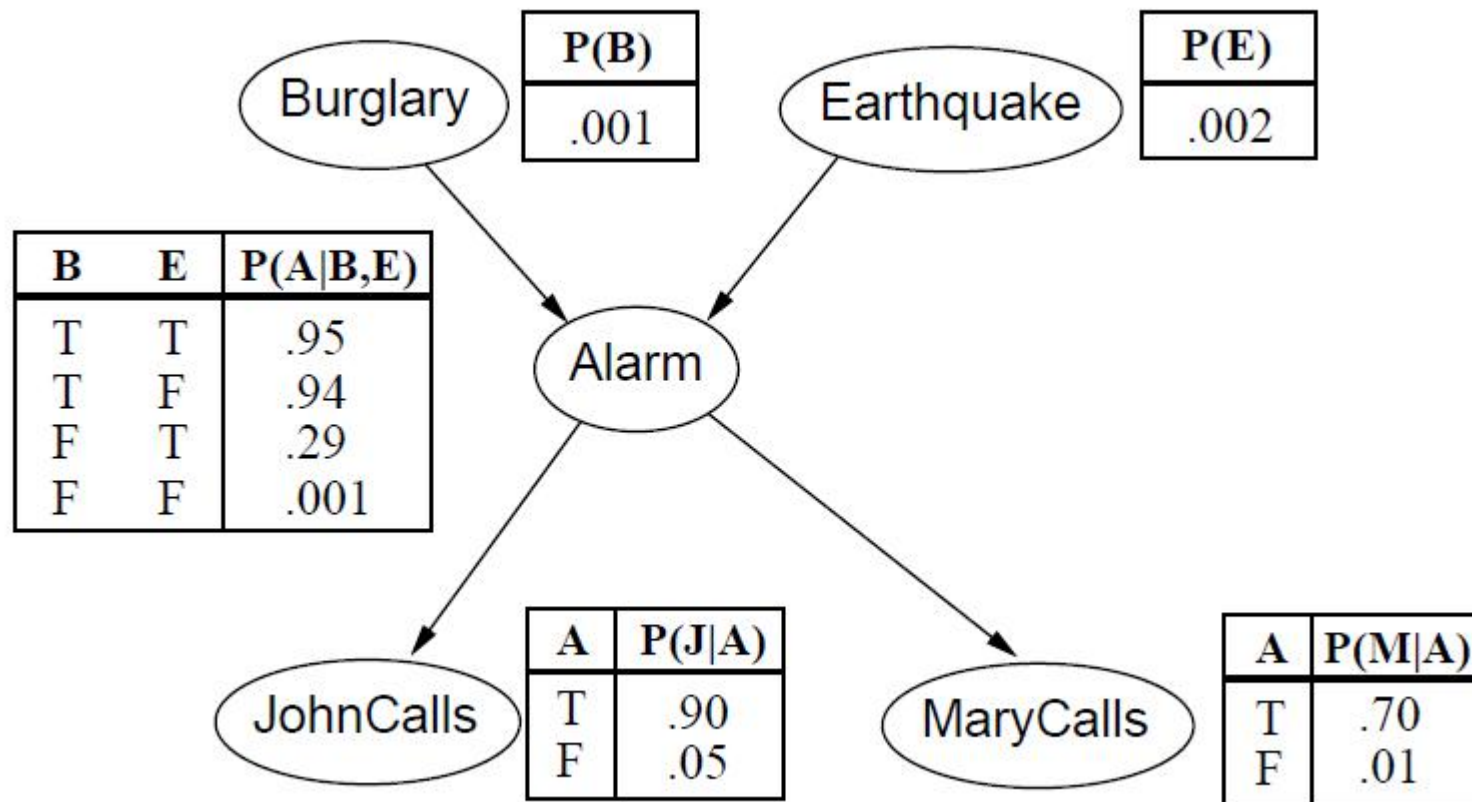 Burglary
P(B)
.001
Earthquake
P(E)
.002
B E P(A|B,E)
T T .95
T F .94
F T .29
F F .001
Alarm
JohnCalls
A P(J|A)
T .90
F .05
MaryCalls
A P(M|A)
T .70
F .01